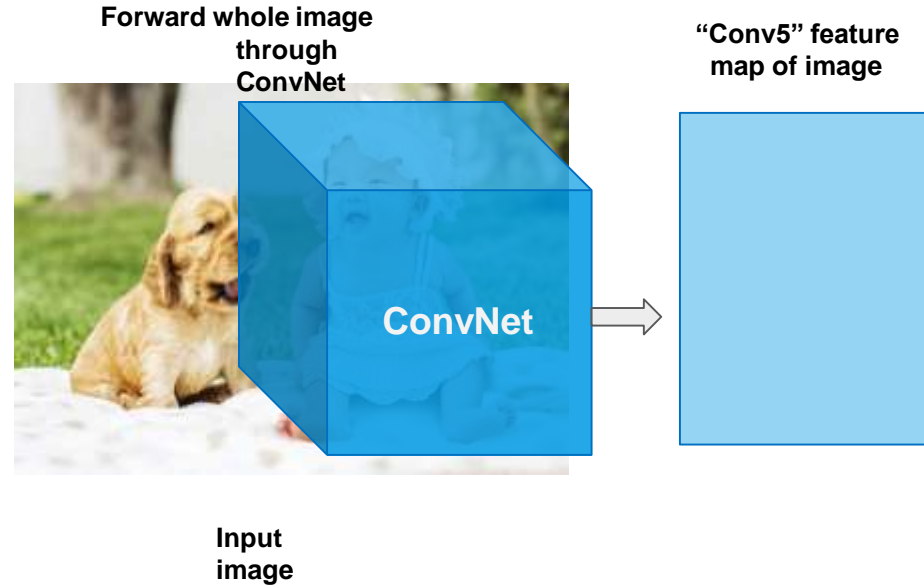 Forward whole image
through
ConvNet
“Conv5” feature
map of image
ConvNet
Input
image